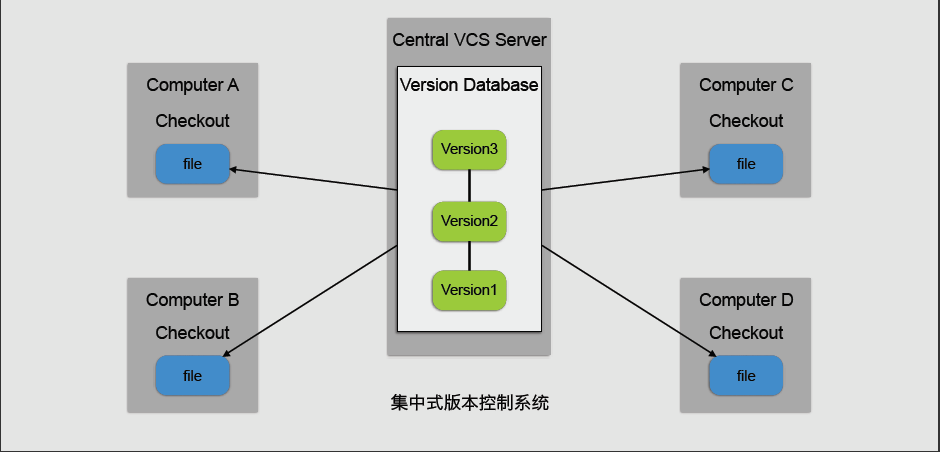 Central VCS Server
Version Database
Version3
Version2
Version1
Computer A
Checkout
file
Computer B
Checkout
file
Computer C
Checkout
file
Computer D
Checkout
file
集中式版本控制系统